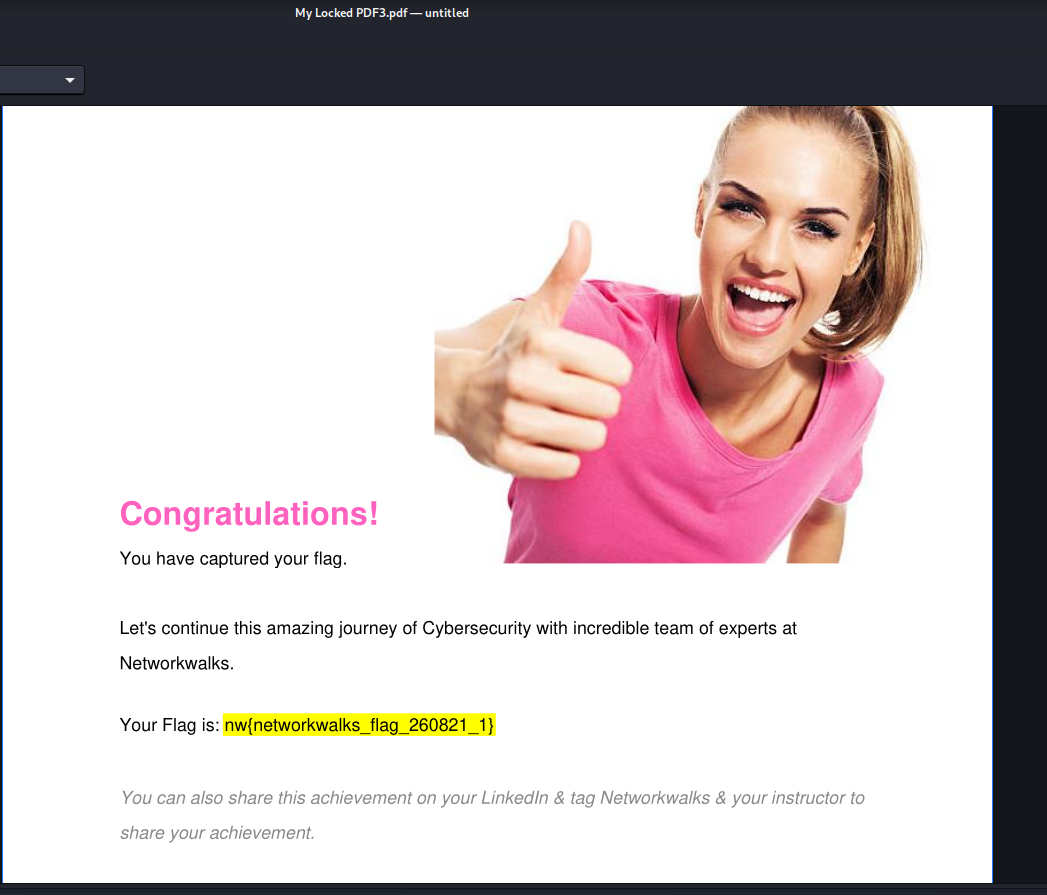 My Locked PDF3.pdf — untitled
Congratulations!
You have captured your flag.
Let's continue this amazing journey of Cybersecurity with incredible team of experts at
Networkwalks.
Your Flag is: nw{networkwalks_flag_260821_1}
You can also share this achievement on your LinkedIn & tag Networkwalks & your instructor to
share your achievement.